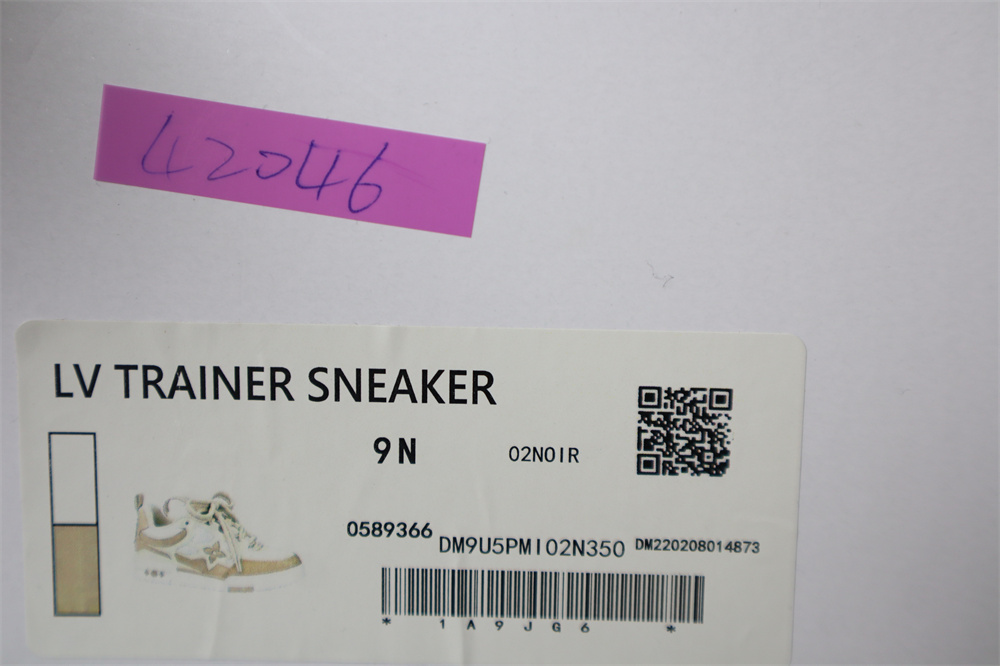 42046
LV TRAINER SNEAKER
9N 02NOIR
0589366 DM9U5PMI02N350 DM220208014873
* 1A9JG6 *